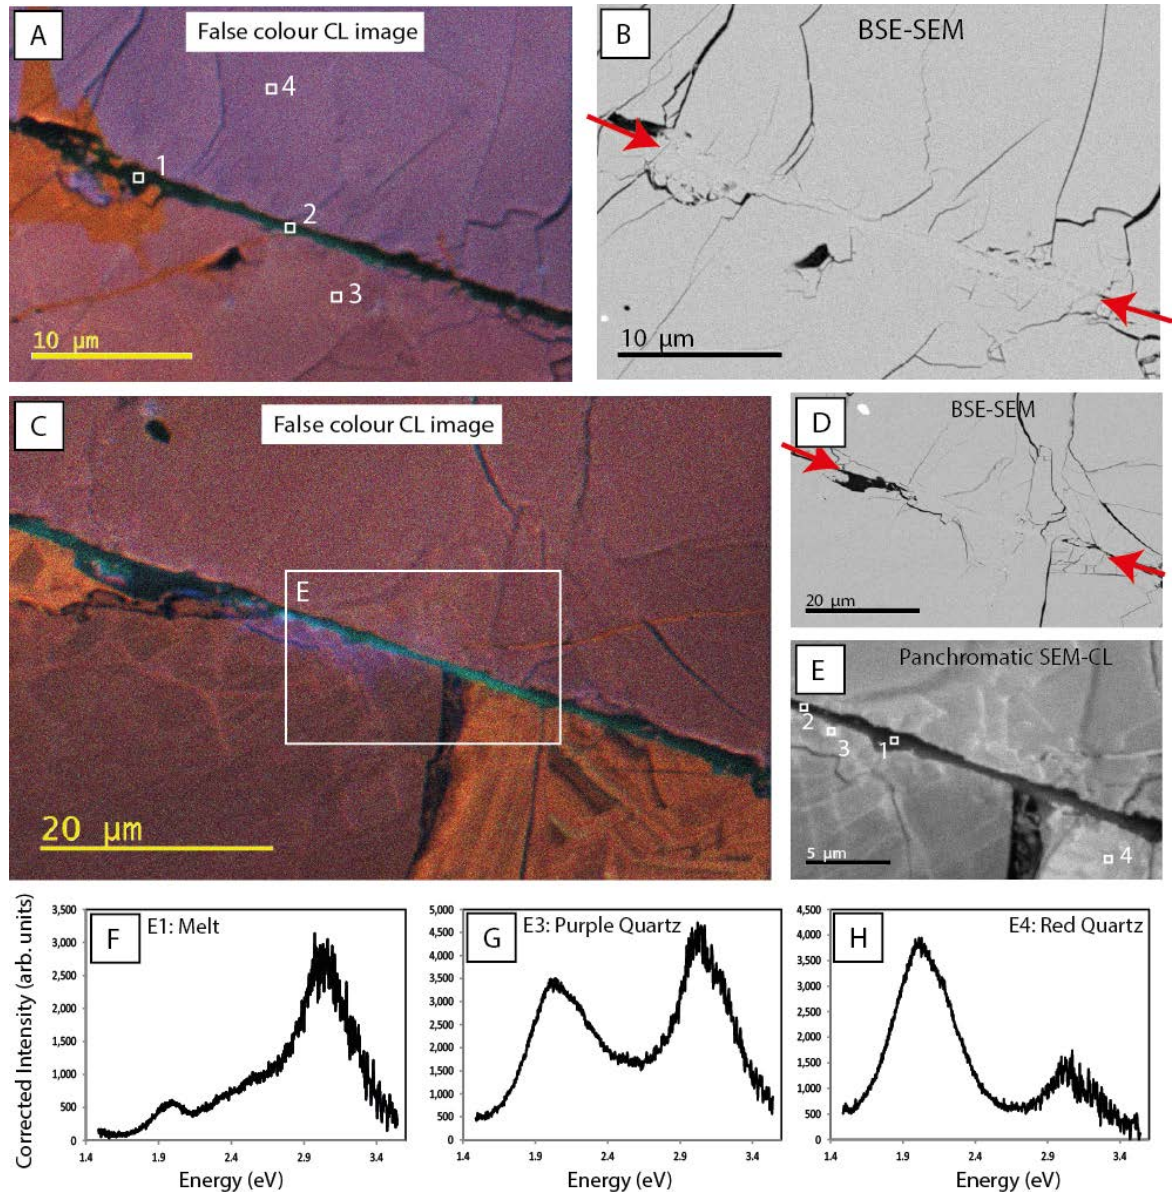 A
False colour CL image
4
1
2
3
10 µm
B
BSE-SEM
10 µm
C
False colour CL image
E
20 µm
D
BSE-SEM
20 µm
E
Panchromatic SEM-CL
2
3
1
4
5 µm
Corrected Intensity (arb. units)
F
E1: Melt
3,500
3,000
2,500
2,000
1,500
1,000
500
0
1.4 1.9 2.4 2.9 3.4
Energy (eV)
G
E3: Purple Quartz
5,000
4,500
4,000
3,500
3,000
2,500
2,000
1,500
1,000
500
0
1.4 1.9 2.4 2.9 3.4
Energy (eV)
H
E4: Red Quartz
4,500
4,000
3,500
3,000
2,500
2,000
1,500
1,000
500
0
1.4 1.9 2.4 2.9 3.4
Energy (eV)